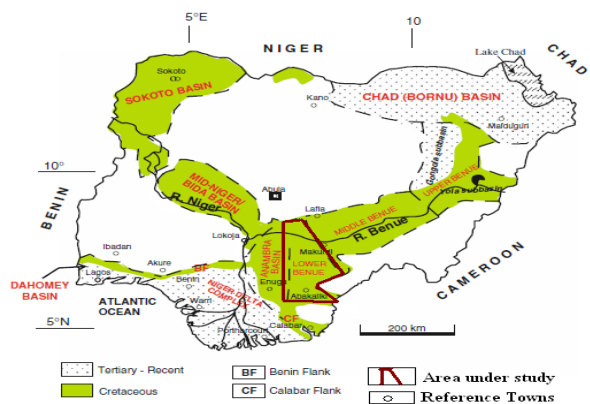 5°E
10
NIGER
CHAD
Lake Chad
Sokoto
SOKOTO BASIN
Kano
CHAD (BORNU) BASIN
Maiduguri
Gongola subbasin
10°
BENIN
MID-NIGER/
BIDA BASIN
R. Niger
Abuja
Lafia
UPPER BENUE
Yola subbasin
MIDDLE BENUE
R. Benue
Lokoja
Makurdi
Ibadan
Akure
ANAMBRA
BASIN
LOWER
BENUE
CAMEROON
Lagos
BF
Benin
Enugu
Abakaliki
DAHOMEY
BASIN
ATLANTIC
OCEAN
Warri
NIGER DELTA
COMPLEX
CF
Calabar
Portharcourt
5°N
200 km
Tertiary - Recent
BF Benin Flank
Area under study
Cretaceous
CF Calabar Flank
Reference Towns